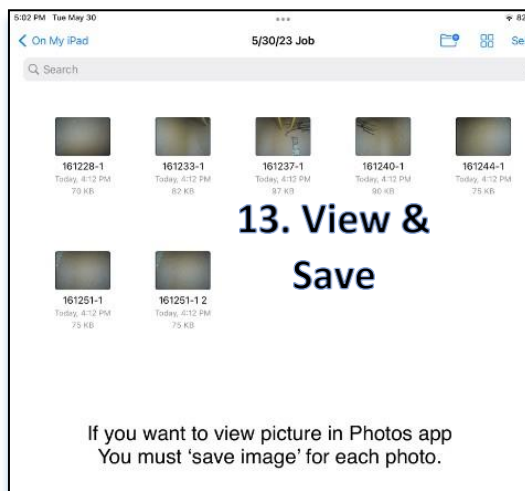 5:02 PM Tue May 30
82
On My iPad
5/30/23 Job
Se
Search
161228-1
161233-1
161237-1
161240-1
161244-1
Today, 4:12 PM
Today, 4:12 PM
Today, 4:12 PM
Today, 4:12 PM
Today, 4:12 PM
70 KB
82 KB
97 KB
90 KB
75 KB
13. View &
Save
161251-1
161251-1 2
Today, 4:12 PM
Today, 4:12 PM
75 KB
75 KB
If you want to view picture in Photos app
You must ‘save image’ for each photo.